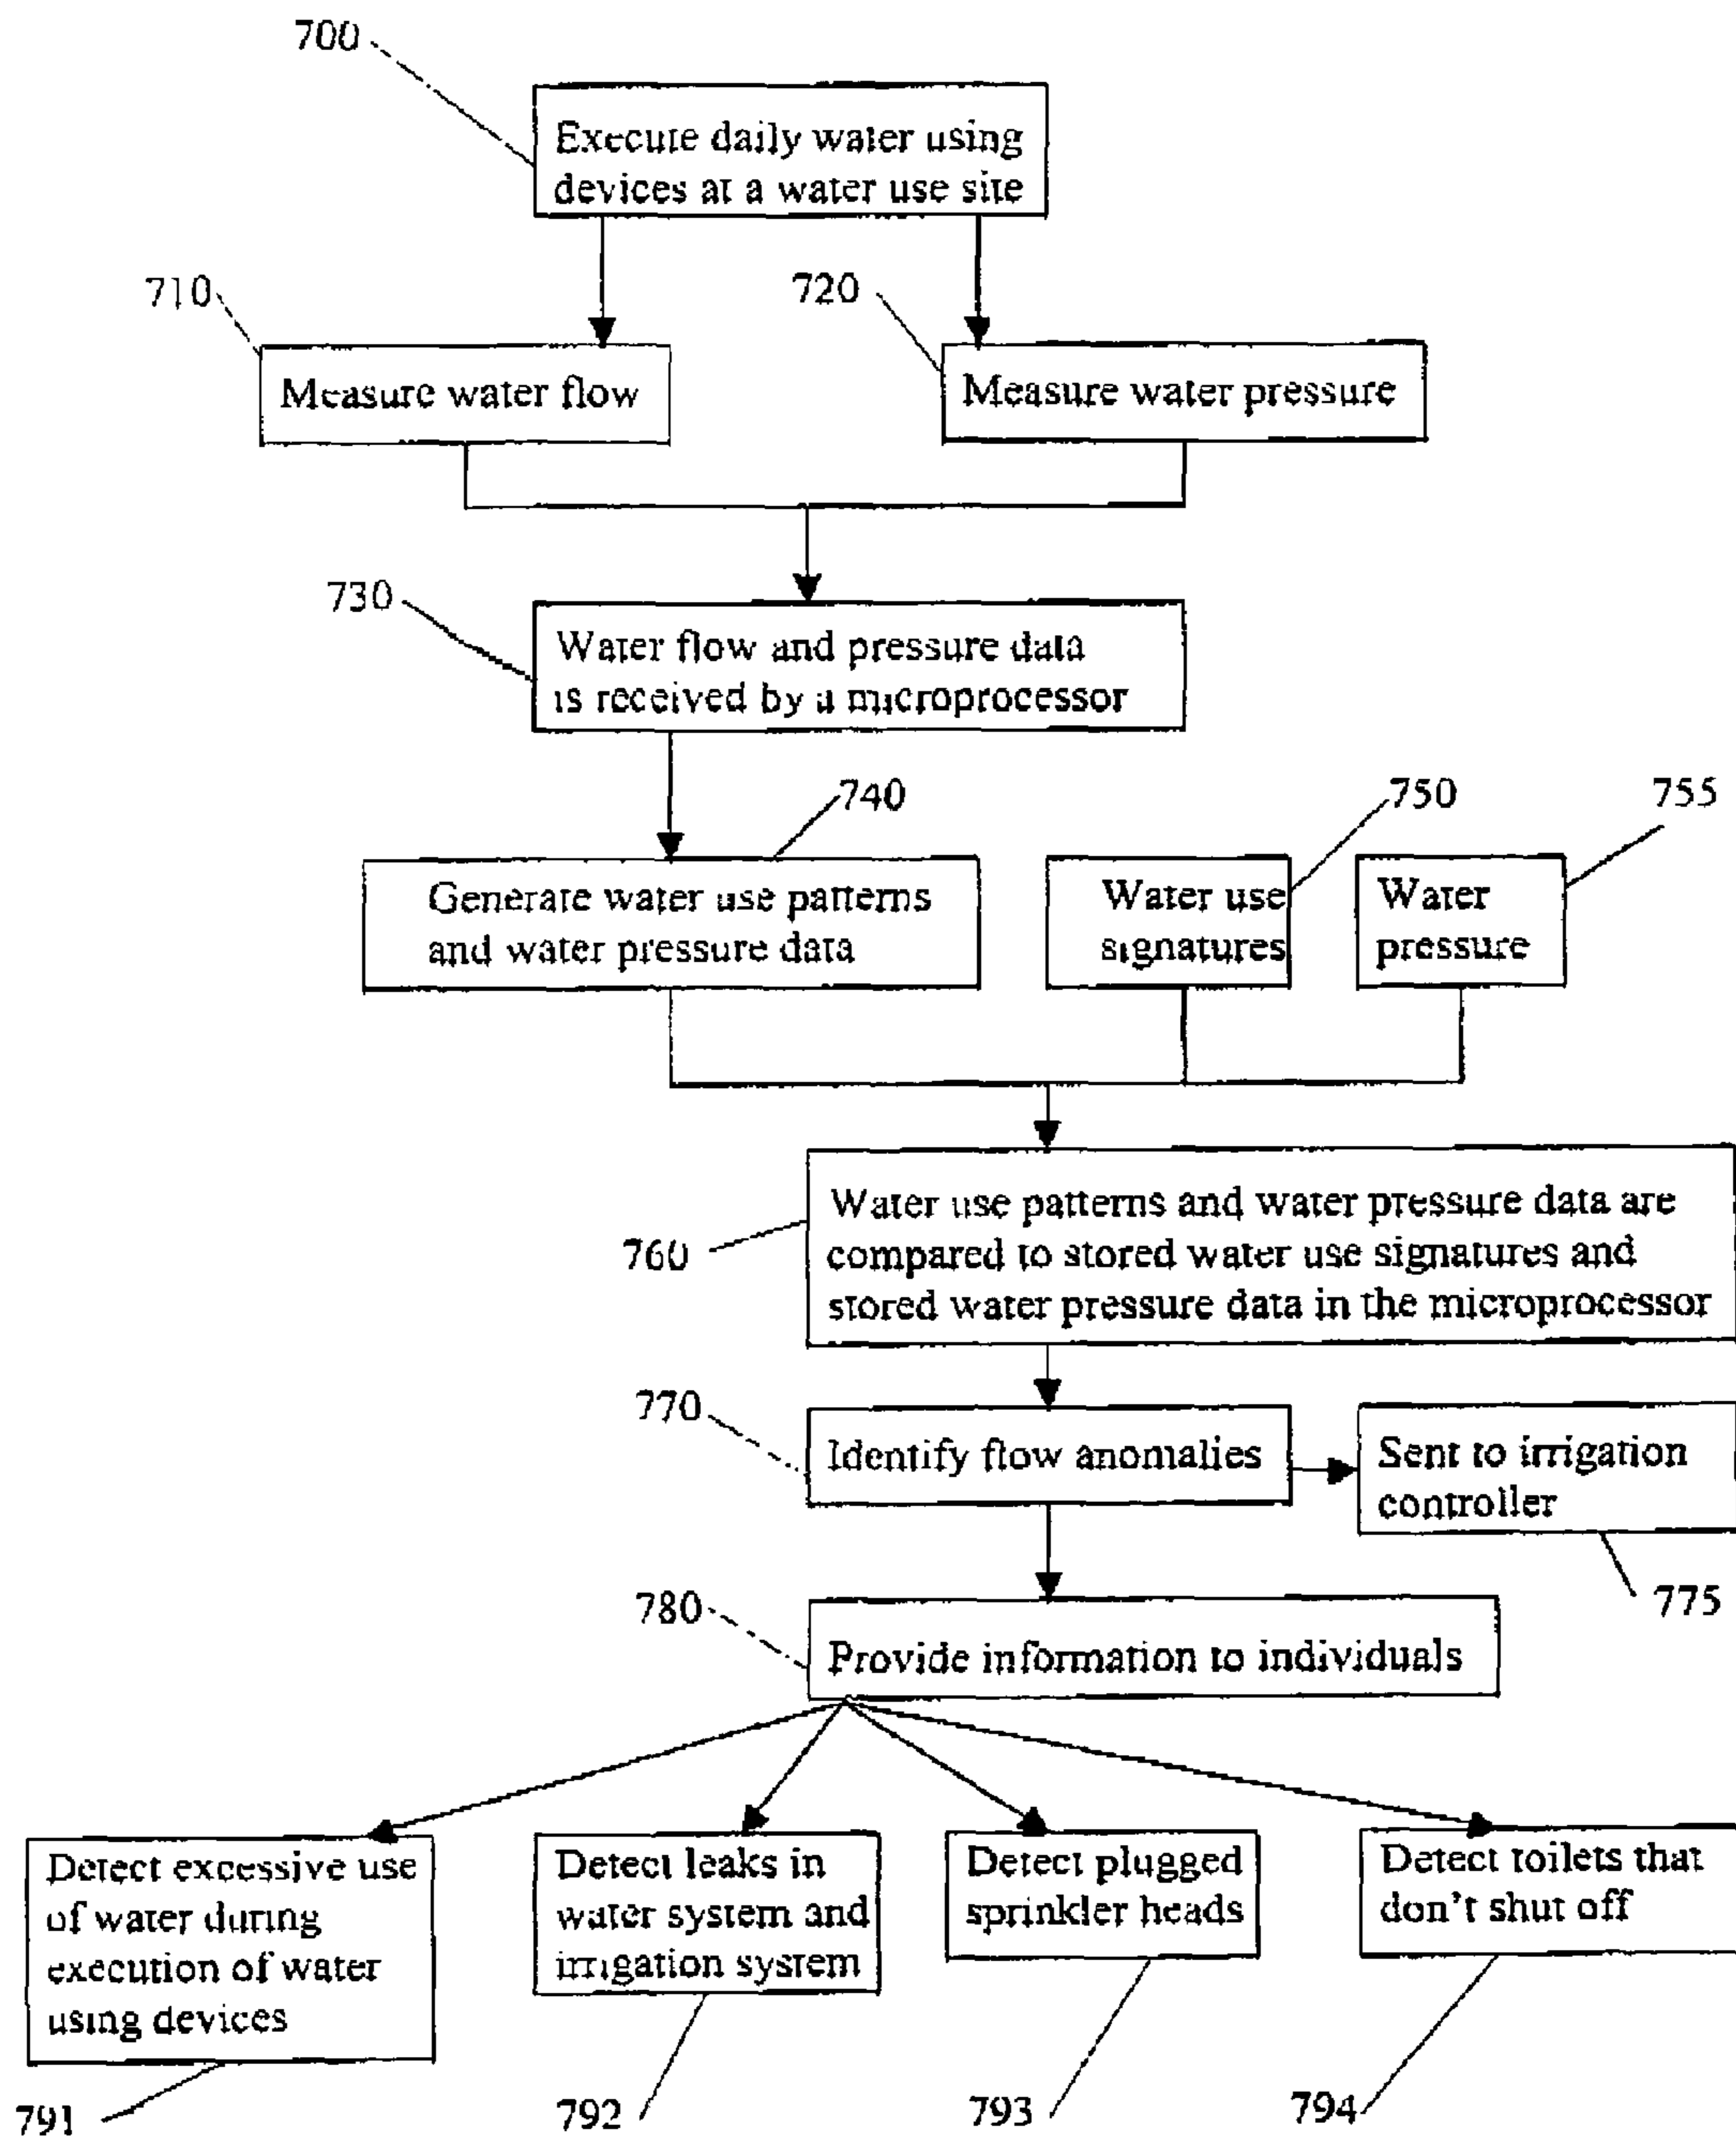 700
Execute daily water using
devices at a water use site
710
720
Measure water flow
Measure water pressure
730
Water flow and pressure data
is received by a microprocessor
740
750
755
Generate water use patterns
and water pressure data
Water use
signatures
Water
pressure
760
Water use patterns and water pressure data are
compared to stored water use signatures and
stored water pressure data in the microprocessor
770
Identify flow anomalies
Sent to irrigation
controller
775
780
Provide information to individuals
Detect excessive use
of water during
execution of water
using devices
Detect leaks in
water system and
irrigation system
Detect plugged
sprinkler heads
Detect toilets that
don't shut off
791
792
793
794